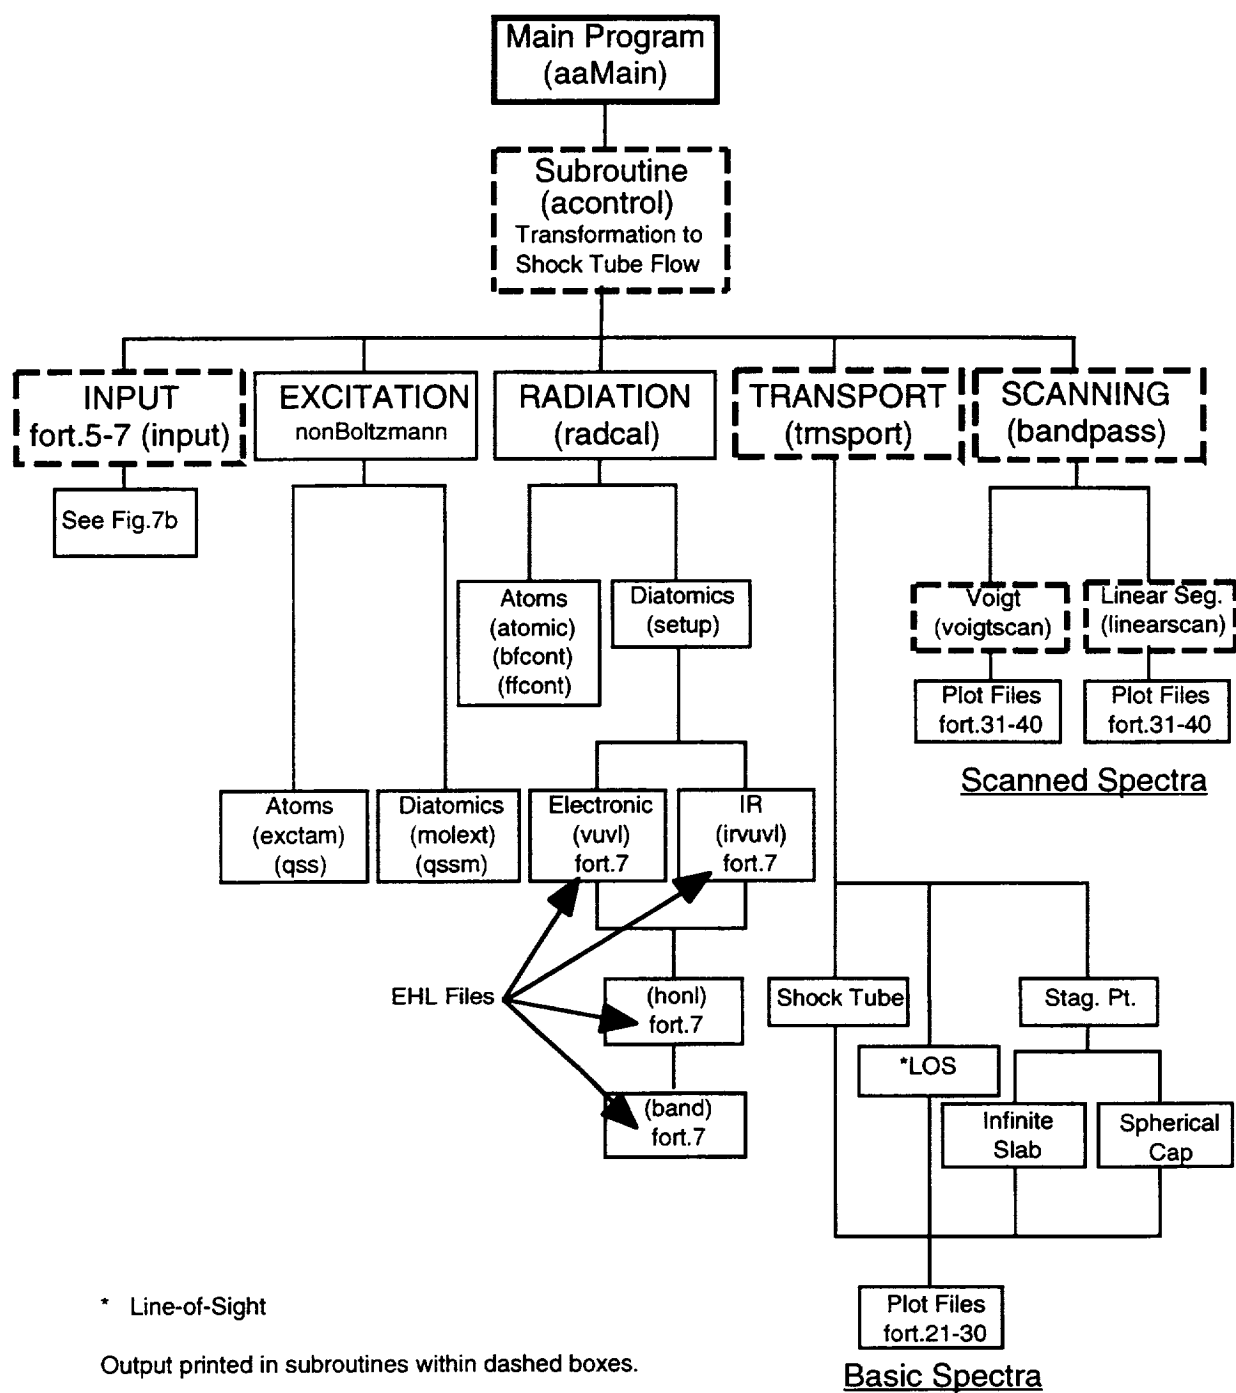 Main Program
(aaMain)
Subroutine
(acontrol)
Transformation to
Shock Tube Flow
INPUT
fort.5-7 (input)
EXCITATION
nonBoltzmann
RADIATION
(radcal)
TRANSPORT
(trnsport)
SCANNING
(bandpass)
See Fig.7b
Atoms
(atomic)
(bfcont)
(ffcont)
Diatomics
(setup)
Voigt
(voigtscan)
Linear Seg.
(linearscan)
Plot Files
fort.31-40
Plot Files
fort.31-40
Scanned Spectra
Atoms
(exctam)
(qss)
Diatomics
(molext)
(qssm)
Electronic
(vuvl)
fort.7
IR
(irvuvl)
fort.7
EHL Files
(honl)
fort.7
(band)
fort.7
Shock Tube
*LOS
Stag. Pt.
Infinite
Slab
Spherical
Cap
Plot Files
fort.21-30
Basic Spectra
* Line-of-Sight
Output printed in subroutines within dashed boxes.